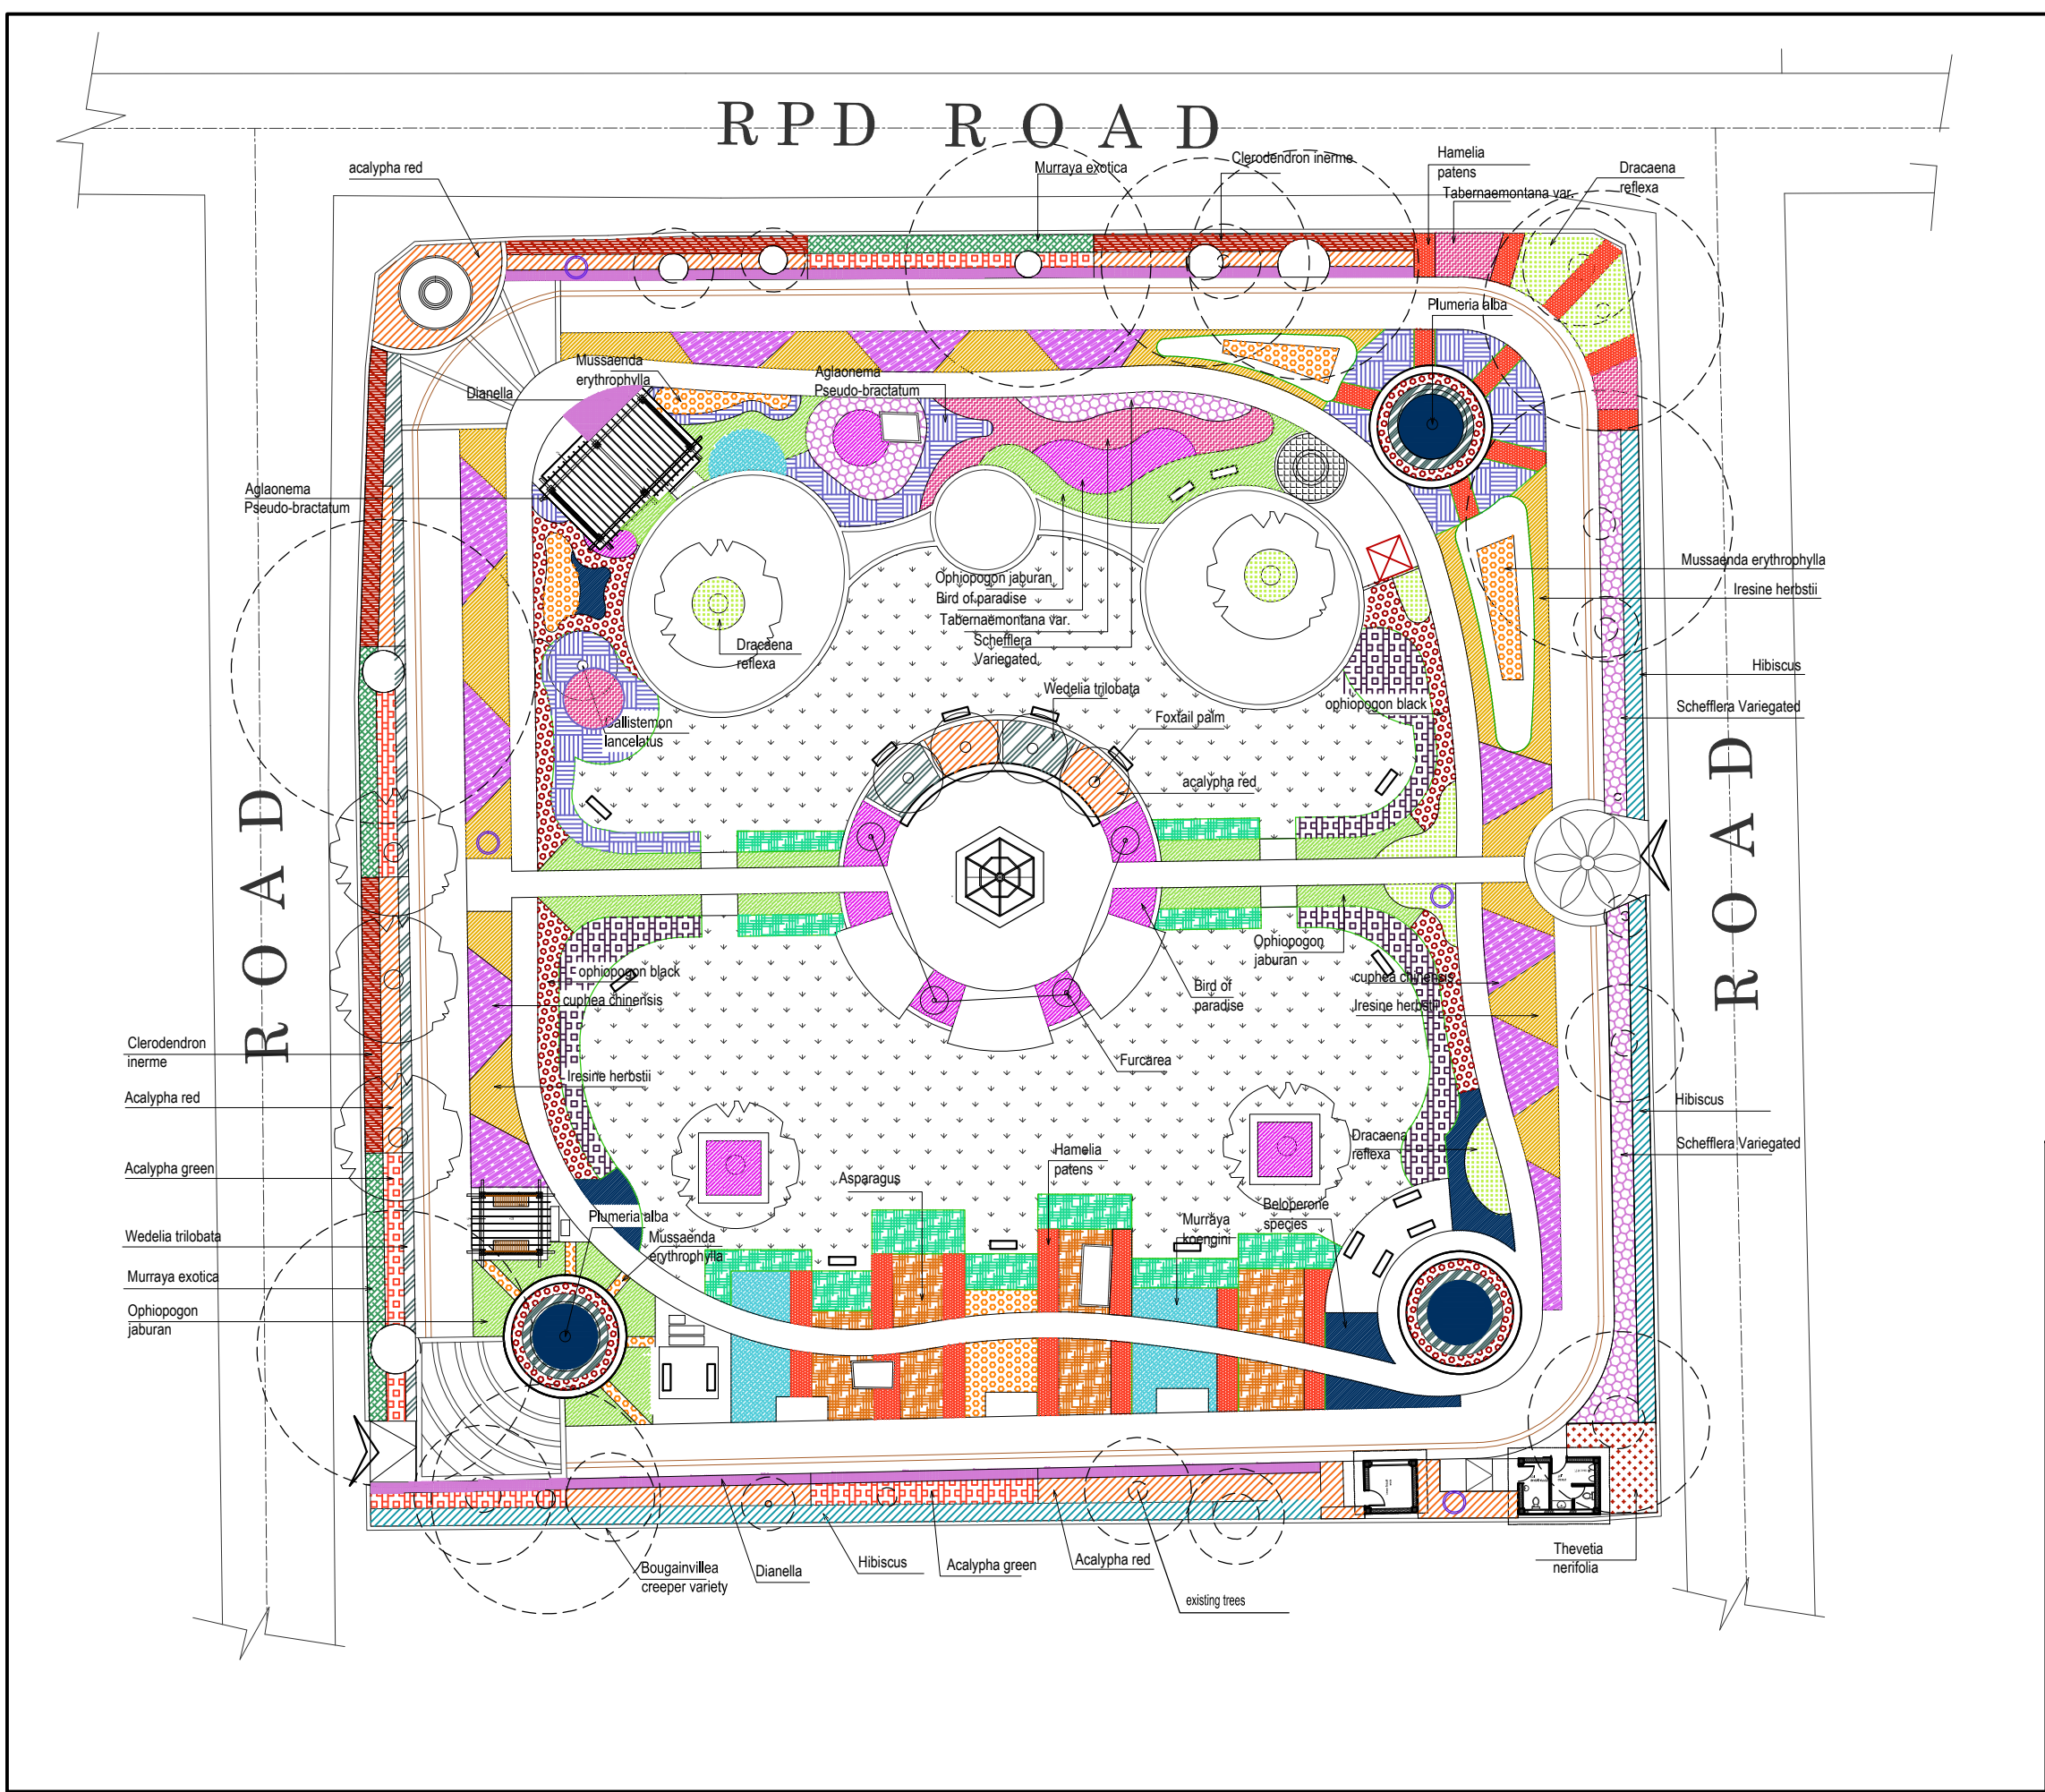 RPD ROAD
acalypha red
Murraya exotica
Clerodendron inerme
Hamelia
patens
Dracaena
reflexa
Tabernaemontana var.
Plumeria alba
Mussaenda
erythrophylla
Aglaonema
Pseudo-bractatum
Dianella
Aglaonema
Pseudo-bractatum
Ophiopogon jaburan
Bird of paradise
Tabernaemontana var.
Schefflera
Variegated
Mussaenda erythrophylla
Iresine herbstii
Dracaena
reflexa
Hibiscus
Schefflera Variegated
Wedelia trilobata
Foxtail palm
ophiopogon black
Callistemon
lancelatus
acalypha red
ROAD
ROAD
Ophiopogon
jaburan
ophiopogon black
cuphea chinensis
cuphea chinensis
Bird of
paradise
Iresine herbstii
Clerodendron
inerme
Furcarea
Iresine herbstii
Acalypha red
Hibiscus
Schefflera Variegated
Dracaena
reflexa
Hamelia
patens
Acalypha green
Asparagus
Beloperone
species
Murraya
koengini
Plumeria alba
Mussaenda
erythrophylla
Wedelia trilobata
Murraya exotica
Ophiopogon
jaburan
Bougainvillea
creeper variety
Dianella
Hibiscus
Acalypha green
Acalypha red
existing trees
Thevetia
nerifolia